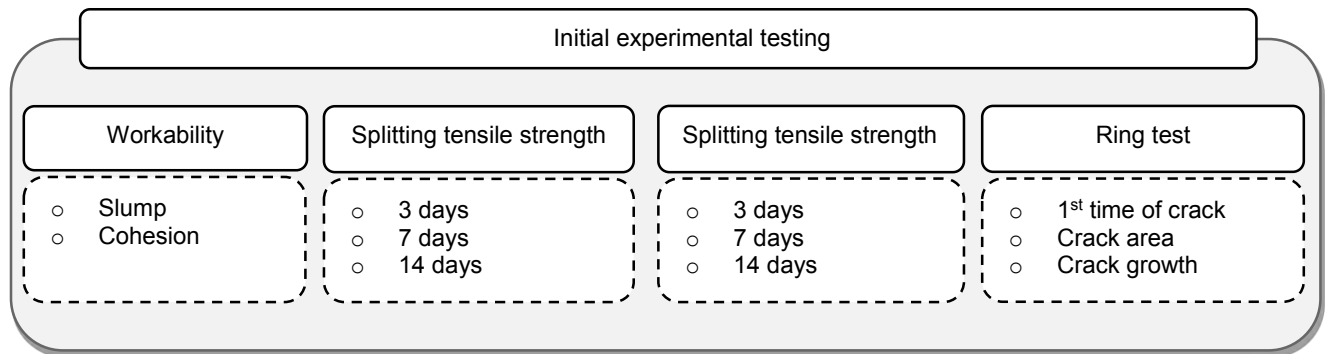 Initial experimental testing
Workability
○ Slump
○ Cohesion
Splitting tensile strength
○ 3 days
○ 7 days
○ 14 days
Splitting tensile strength
○ 3 days
○ 7 days
○ 14 days
Ring test
○ 1st time of crack
○ Crack area
○ Crack growth